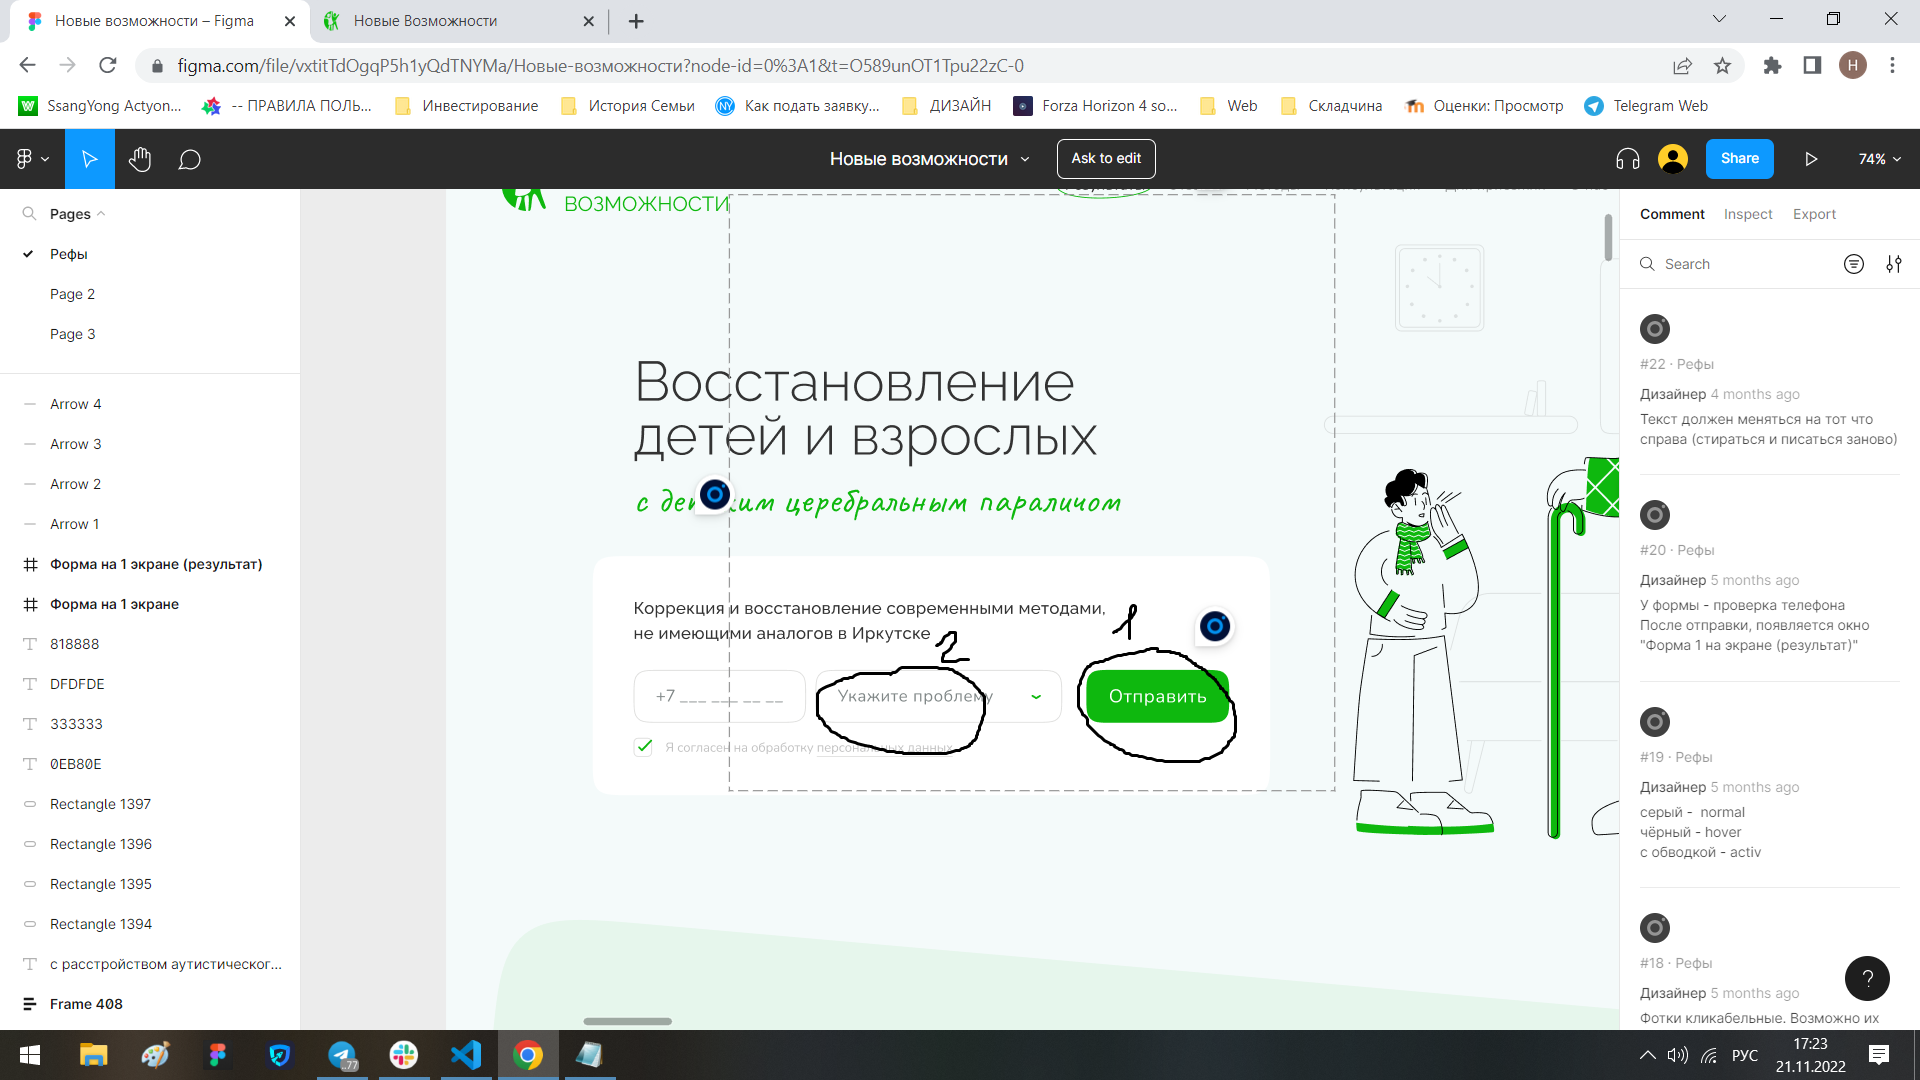 Новые возможности – Figma
Новые Возможности
figma.com/file/vxtitTdOgqP5h1yQdTNYMa/Новые-возможности?node-id=0%3A1&t=O589unOT1Tpu22zC-0
Н
SsangYong Actyon...
-- ПРАВИЛА ПОЛЬ...
Инвестирование
История Семьи
Как подать заявку...
ДИЗАЙН
Forza Horizon 4 so...
Web
Складчина
Оценки: Просмотр
Telegram Web
Новые возможности
Ask to edit
Share
74%
Pages
Рефы
Page 2
Page 3
Arrow 4
Arrow 3
Arrow 2
Arrow 1
Форма на 1 экране (результат)
Форма на 1 экране
818888
DFDFDE
333333
0EB80E
Rectangle 1397
Rectangle 1396
Rectangle 1395
Rectangle 1394
с расстройством аутистическог...
Frame 408
ВОЗМОЖНОСТИ
Восстановление
детей и взрослых
с детским церебральным параличом
Коррекция и восстановление современными методами,
не имеющими аналогов в Иркутске
2
1
+7 ___ ___ __ __
Укажите проблему
Отправить
Я согласен на обработку персональных данных
Comment
Inspect
Export
Search
#22 · Рефы
Дизайнер 4 months ago
Текст должен меняться на тот что
справа (стираться и писаться заново)
#20 · Рефы
Дизайнер 5 months ago
У формы - проверка телефона
После отправки, появляется окно
"Форма 1 на экране (результат)"
#19 · Рефы
Дизайнер 5 months ago
серый - normal
чёрный - hover
с обводкой - activ
#18 · Рефы
Дизайнер 5 months ago
Фотки кликабельные. Возможно их
?
..77
РУС
17:23
21.11.2022